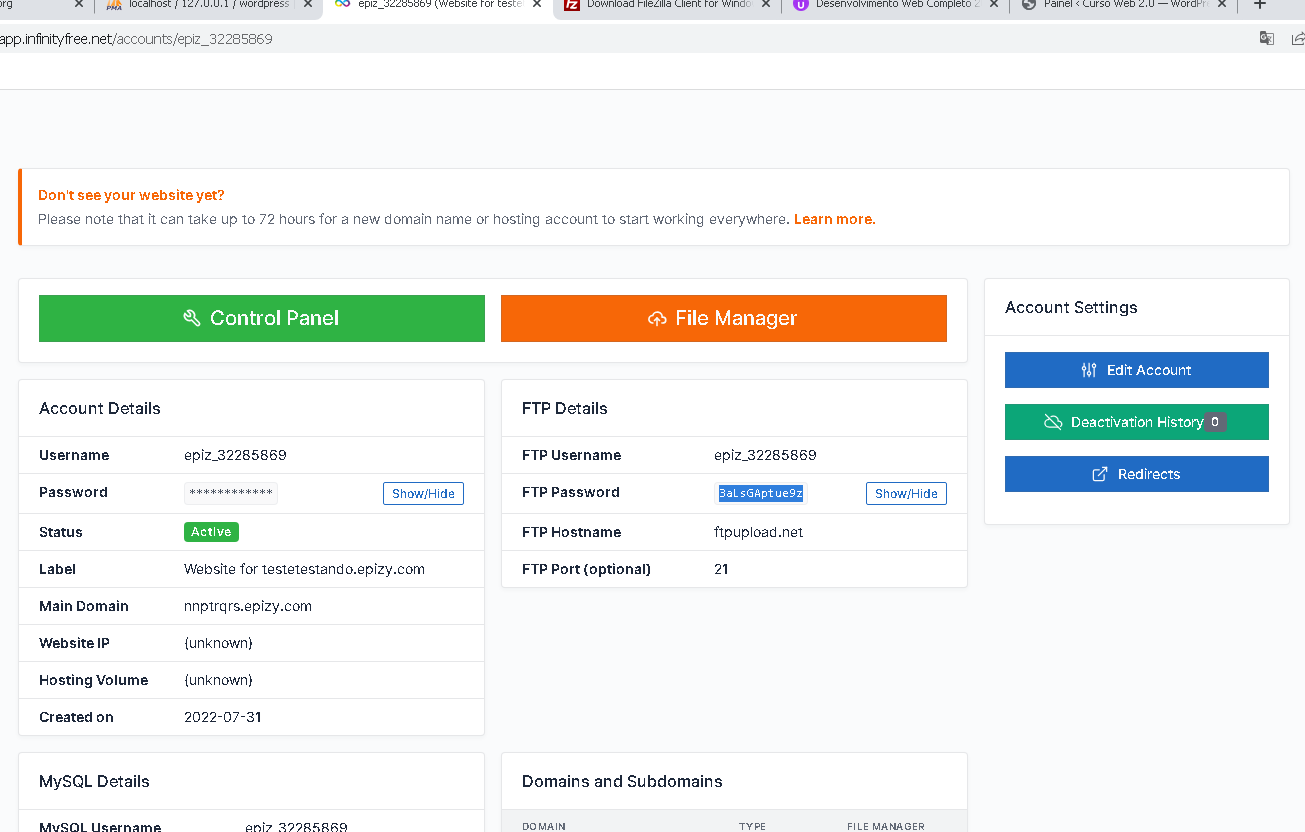 org localhost / 127.0.0.1 / wordpress epiz_32285869 (Website for teste Download FileZilla Client for Windo Desenvolvimento Web Completo 2 Painel ‹ Curso Web 2.0 — WordPr
app.infinityfree.net/accounts/epiz_32285869
Don't see your website yet?
Please note that it can take up to 72 hours for a new domain name or hosting account to start working everywhere. Learn more.
Control Panel
File Manager
Account Settings
Edit Account
Deactivation History 0
Redirects
Account Details
Username epiz_32285869
Password ************ Show/Hide
Status Active
Label Website for testetestando.epizy.com
Main Domain nnptrqrs.epizy.com
Website IP (unknown)
Hosting Volume (unknown)
Created on 2022-07-31
FTP Details
FTP Username epiz_32285869
FTP Password 3aLsGAptue9z Show/Hide
FTP Hostname ftpupload.net
FTP Port (optional) 21
MySQL Details
MySQL Username epiz_32285869
Domains and Subdomains
DOMAIN TYPE FILE MANAGER